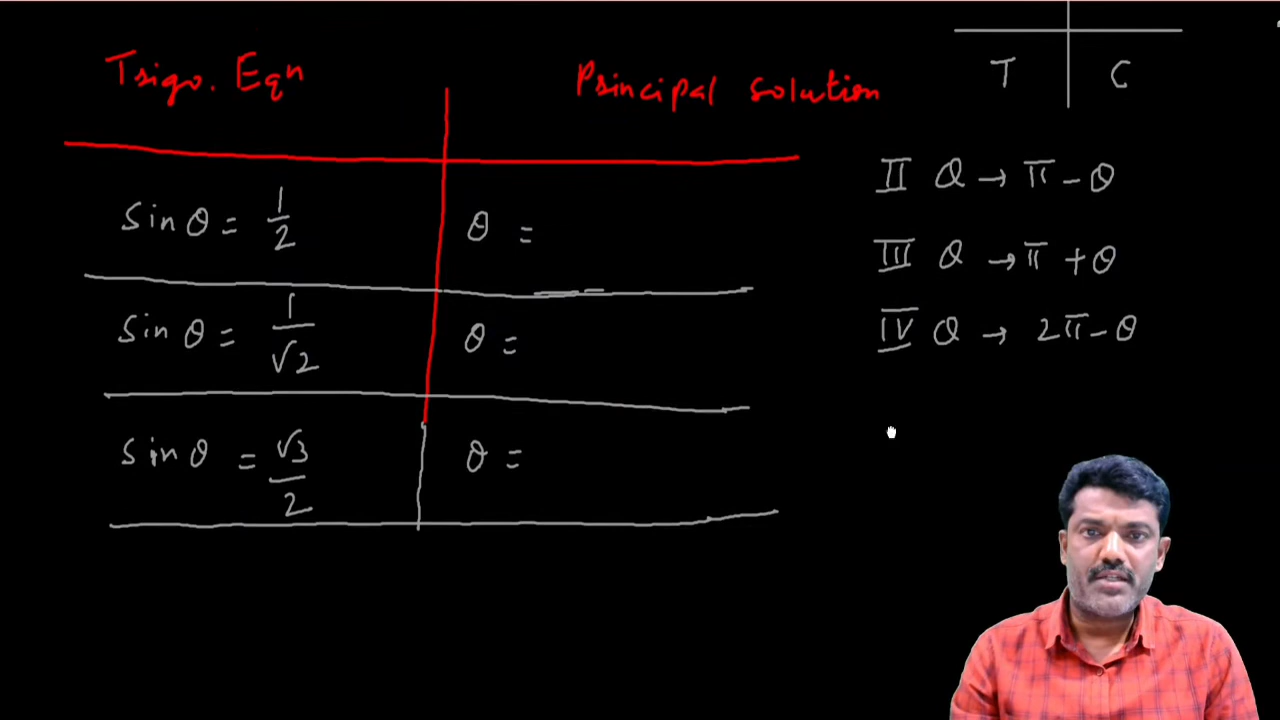 Trigo. Eqn
Principal solution
T C
sin θ = 1/2
θ =
sin θ = 1/√2
θ =
sin θ = √3/2
θ =
II Q → π - θ
III Q → π + θ
IV Q → 2π - θ